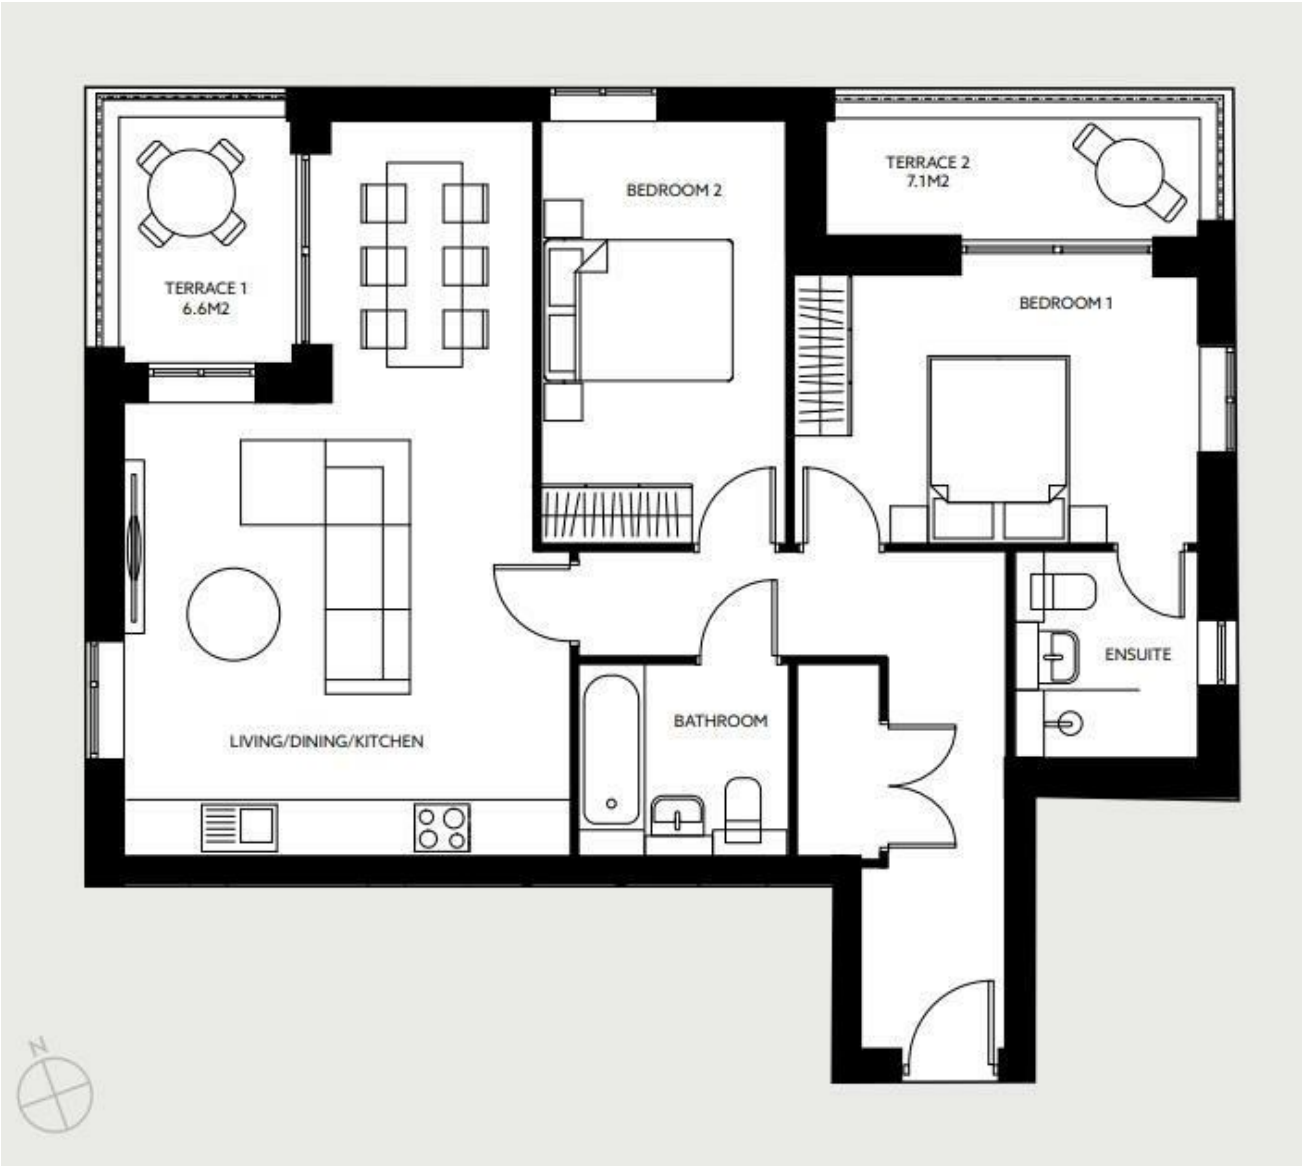 BEDROOM 2
TERRACE 2
7.1M2
TERRACE 1
6.6M2
BEDROOM 1
ENSUITE
BATHROOM
LIVING/DINING/KITCHEN
N